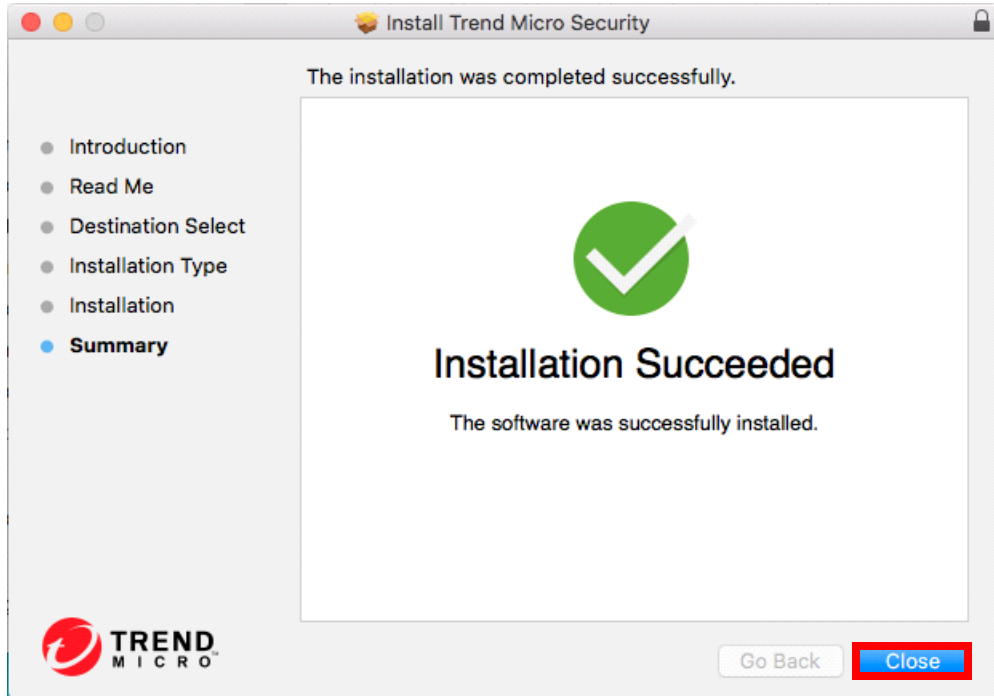 Install Trend Micro Security
The installation was completed successfully.
Introduction
Read Me
Destination Select
Installation Type
Installation
Summary
Installation Succeeded
The software was successfully installed.
TREND
MICRO™
Go Back
Close